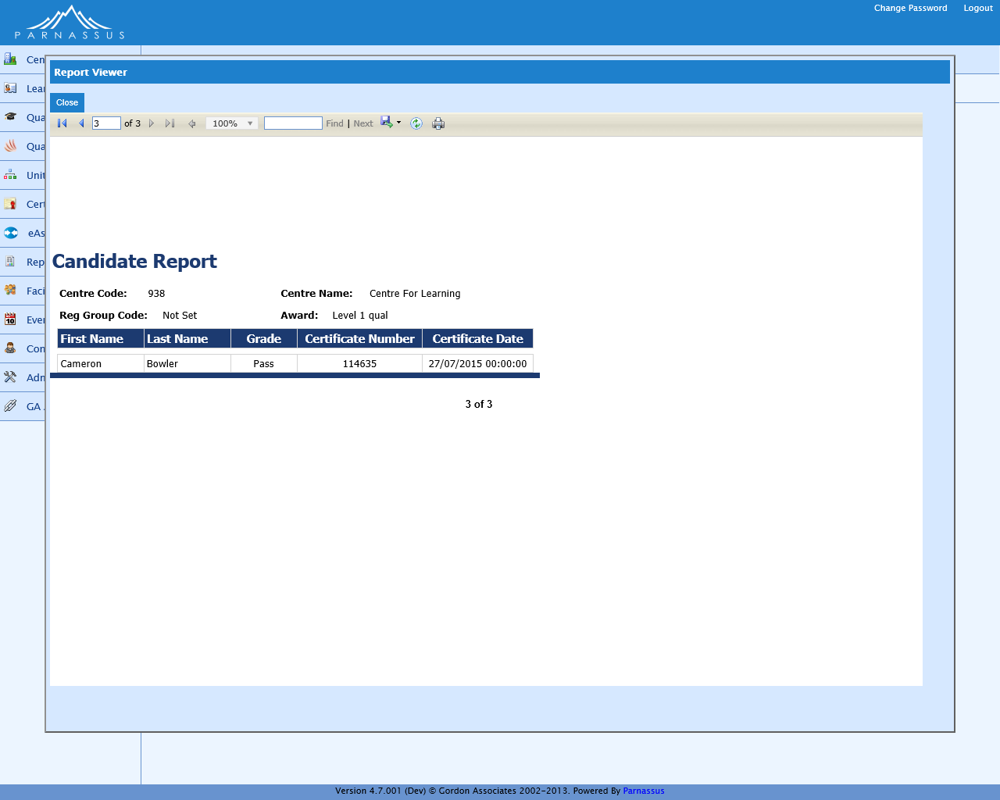 Change Password Logout
PARNASSUS
Cen
Report Viewer
Lear
Close
3 of 3 100% Find | Next
Qua
Qua
Unit
Cert
eAs
Rep
Faci
Ever
10
Con
Adn
GA
Candidate Report
Centre Code: 938 Centre Name: Centre For Learning
Reg Group Code: Not Set Award: Level 1 qual
First Name Last Name Grade Certificate Number Certificate Date
Cameron Bowler Pass 114635 27/07/2015 00:00:00
3 of 3
Version 4.7.001 (Dev) © Gordon Associates 2002-2013. Powered By Parnassus